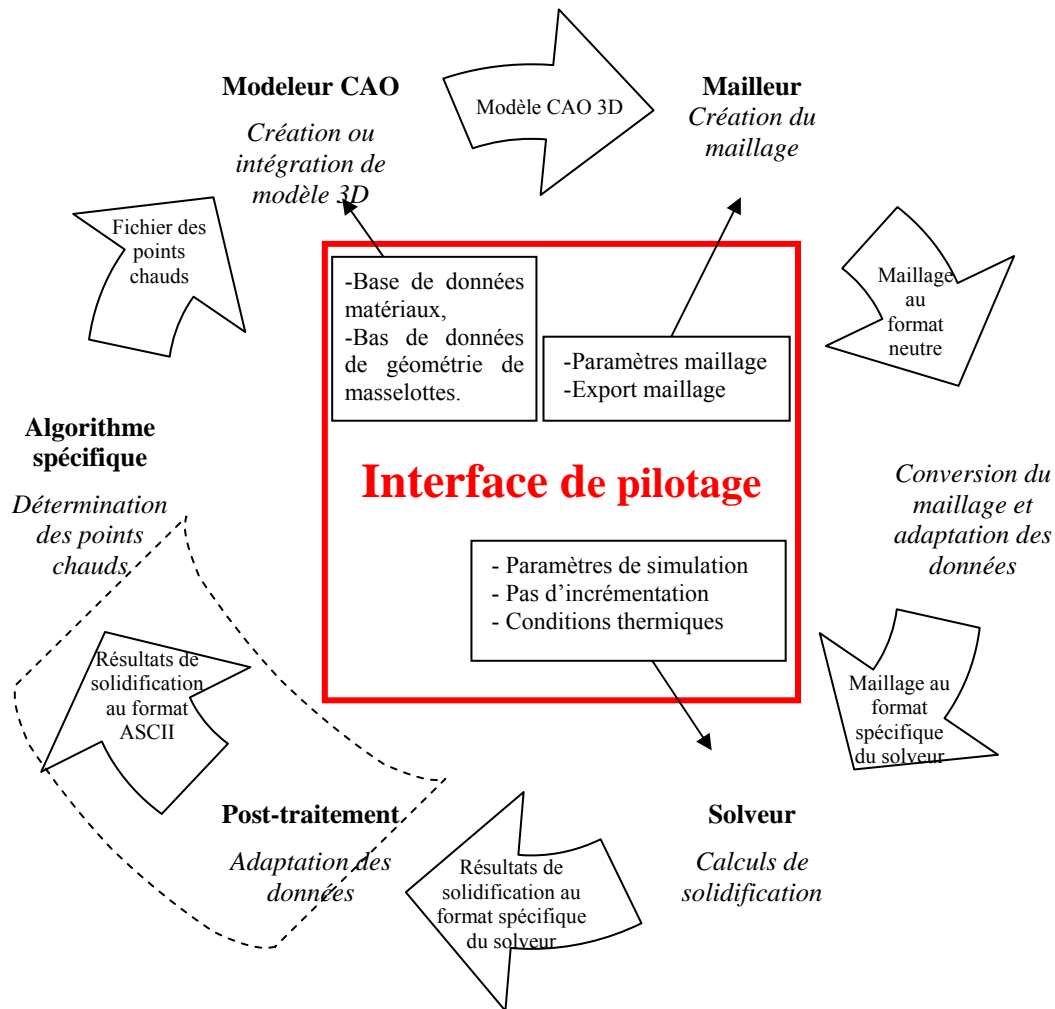 Modeleur CAO
Création ou
intégration de
modèle 3D
Modèle CAO 3D
Mailleur
Création du
maillage
Fichier des
points
chauds
Maillage
au
format
neutre
-Base de données
matériaux,
-Bas de données
de géométrie de
masselottes.
-Paramètres maillage
-Export maillage
Algorithme
spécifique
Détermination
des points
chauds
Interface de pilotage
Conversion du
maillage et
adaptation des
données
- Paramètres de simulation
- Pas d'incrémentation
- Conditions thermiques
Résultats de
solidification
au format
ASCII
Maillage au
format
spécifique
du solveur
Post-traitement
Adaptation des
données
Résultats de
solidification au
format spécifique
du solveur
Solveur
Calculs de
solidification